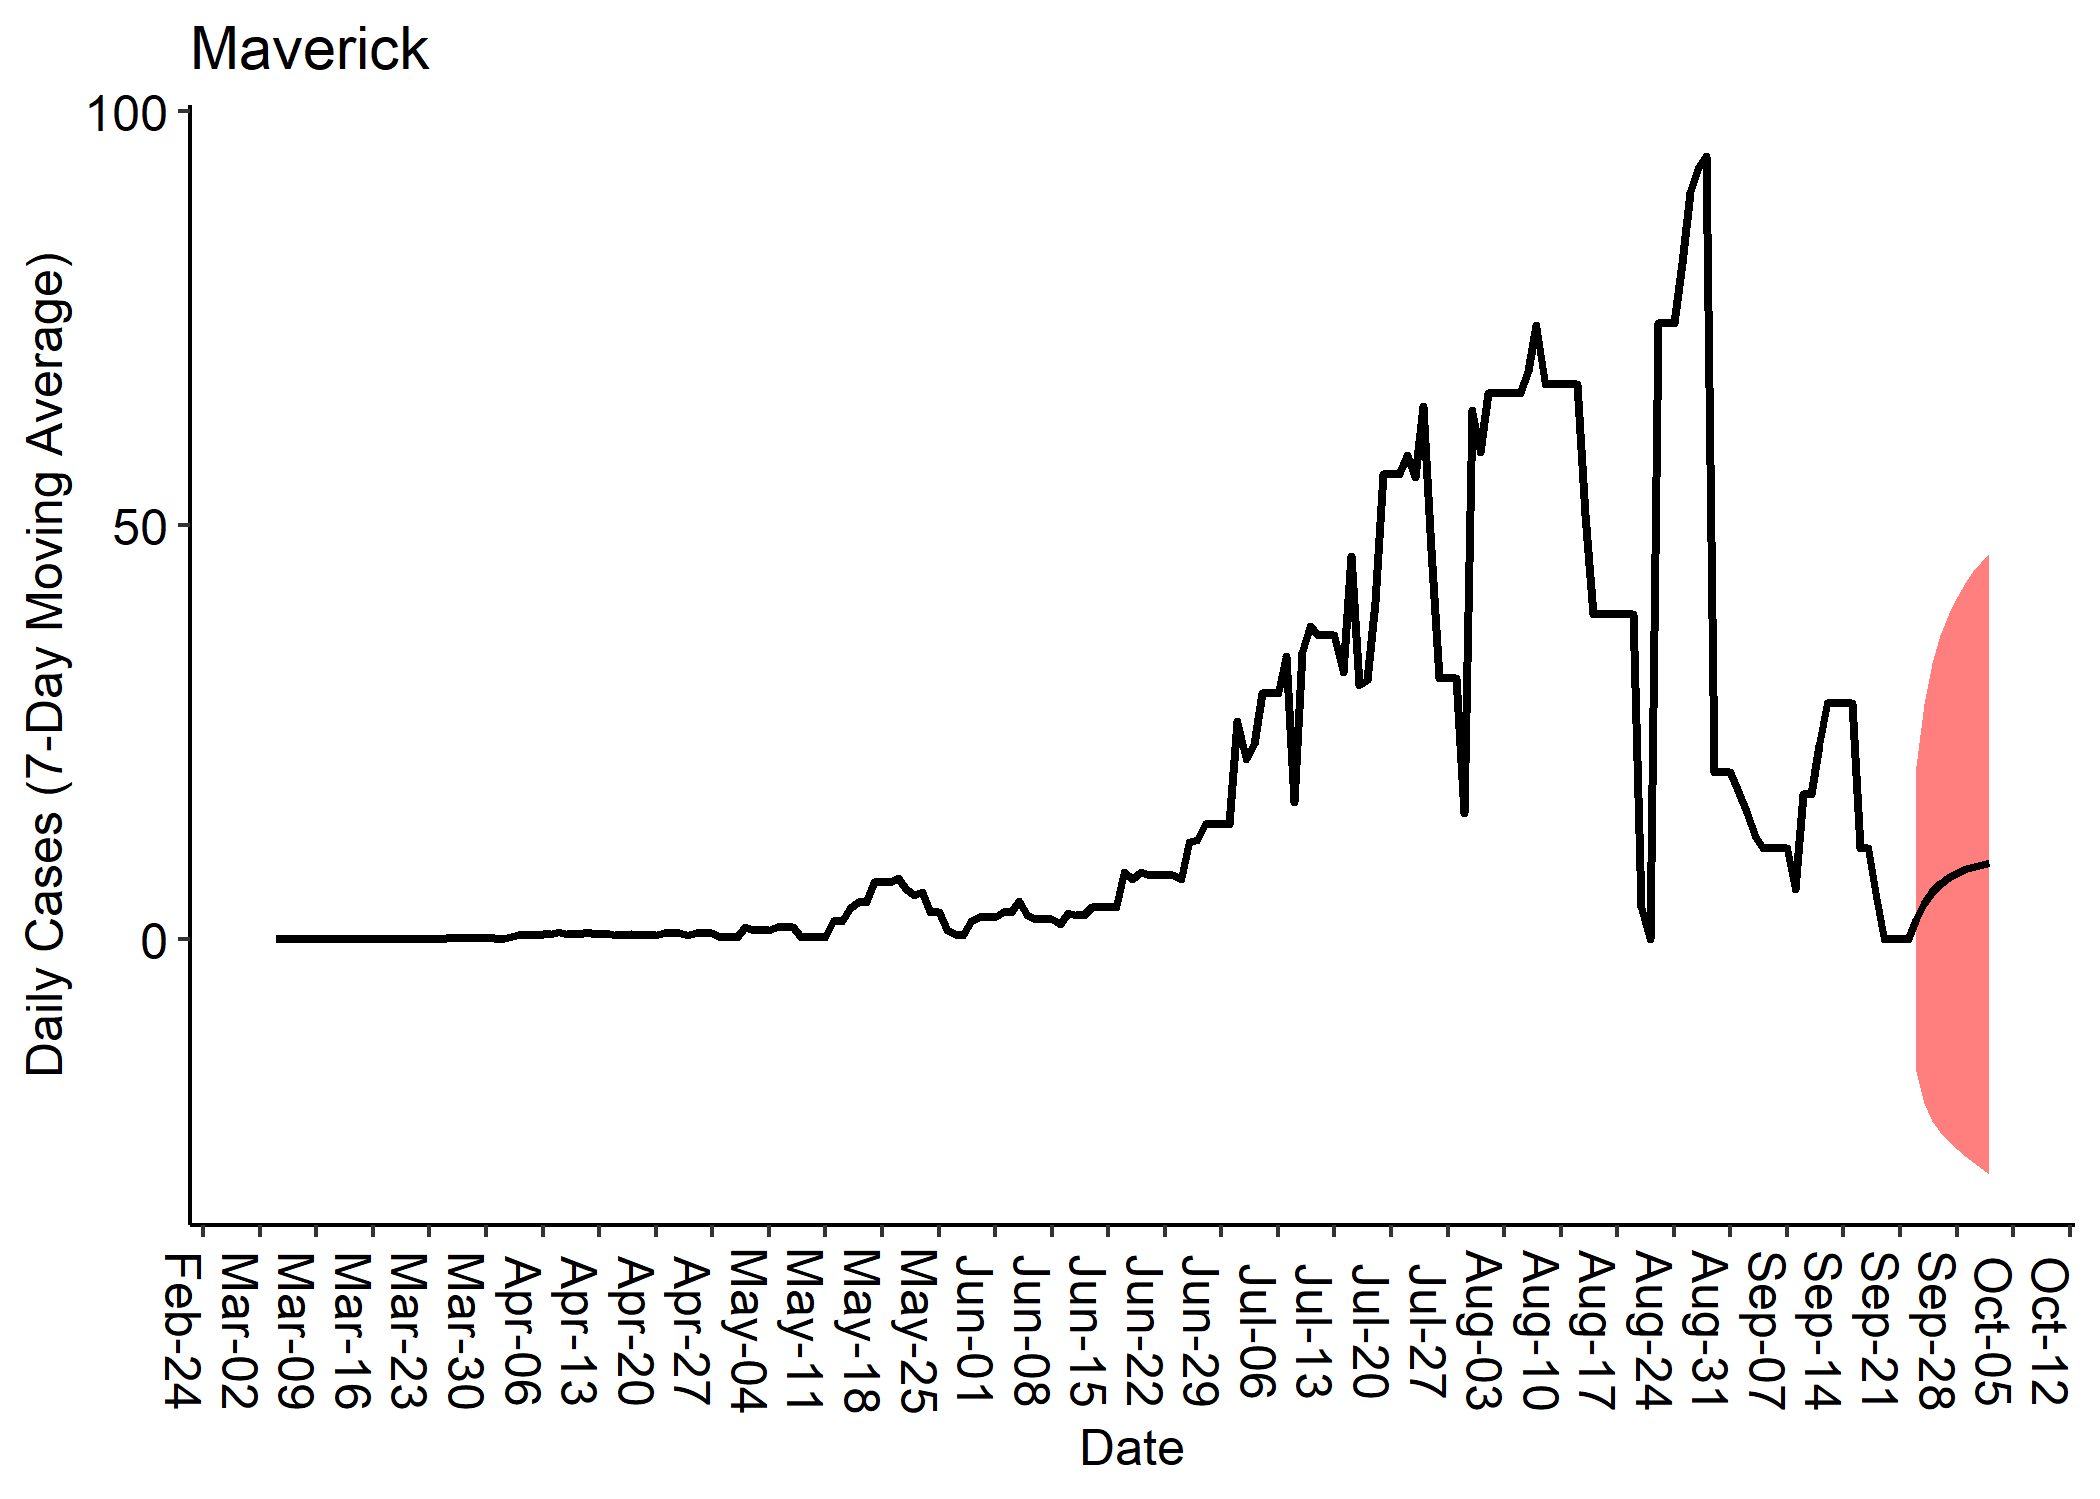 Maverick
Daily Cases (7-Day Moving Average)
100
50
0
Feb-24
Mar-02
Mar-09
Mar-16
Mar-23
Mar-30
Apr-06
Apr-13
Apr-20
Apr-27
May-04
May-11
May-18
May-25
Jun-01
Jun-08
Jun-15
Jun-22
Jun-29
Jul-06
Jul-13
Jul-20
Jul-27
Aug-03
Aug-10
Aug-17
Aug-24
Aug-31
Sep-07
Sep-14
Sep-21
Sep-28
Oct-05
Oct-12
Date